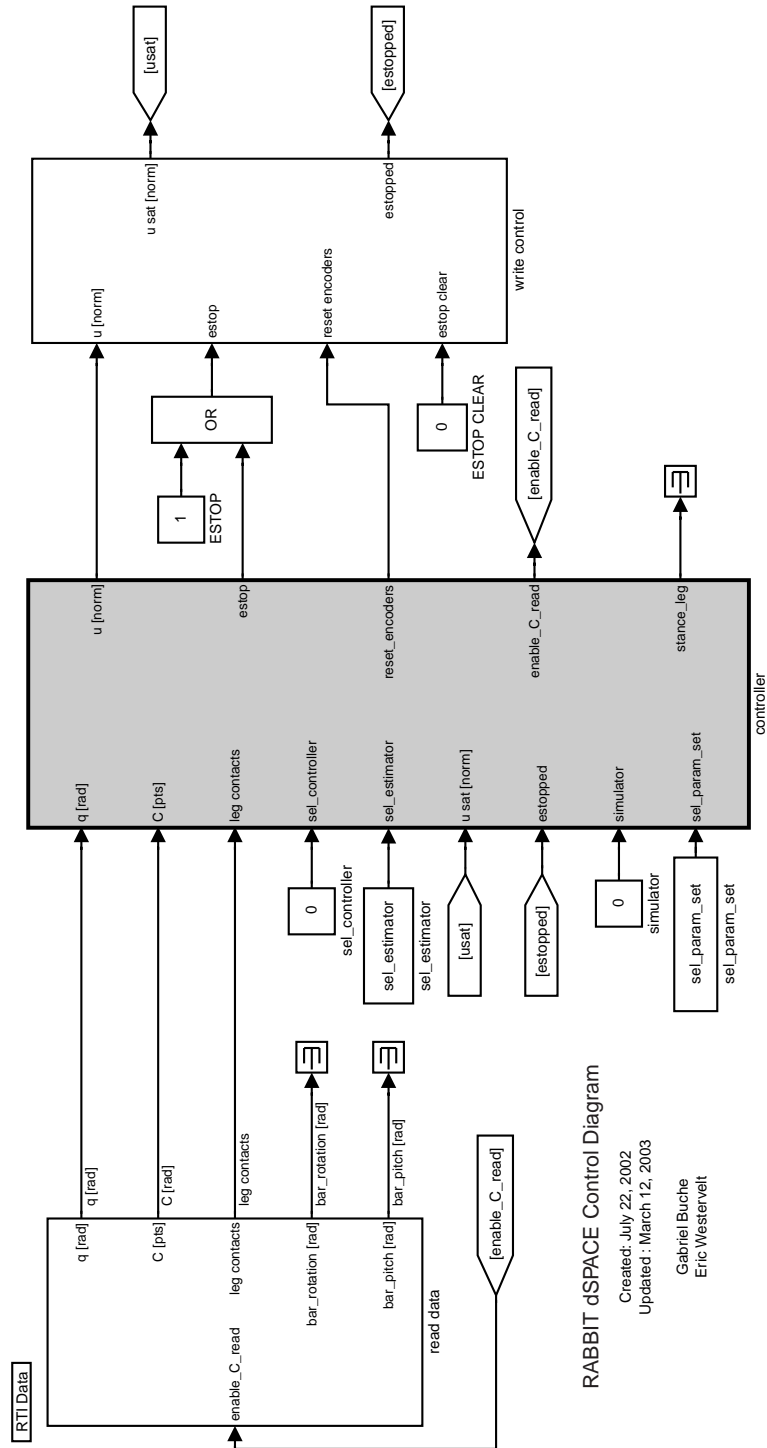 RTI Data
enable_C_read
q [rad]
C [pts]
leg contacts
bar_rotation [rad]
bar_pitch [rad]
read data
q [rad]
C [rad]
leg contacts
bar_rotation [rad]
bar_pitch [rad]
[enable_C_read]
RABBIT dSPACE Control Diagram
Created: July 22, 2002
Updated : March 12, 2003
Gabriel Buche
Eric Westervelt
0
sel_controller
sel_estimator
sel_estimator
[usat]
[estopped]
0
simulator
sel_param_set
sel_param_set
q [rad]
C [pts]
leg contacts
sel_controller
sel_estimator
u sat [norm]
estopped
simulator
sel_param_set
u [norm]
estop
reset_encoders
enable_C_read
stance_leg
controller
1
ESTOP
OR
0
ESTOP CLEAR
[enable_C_read]
u [norm]
estop
reset encoders
estop clear
u sat [norm]
estopped
write control
[usat]
[estopped]